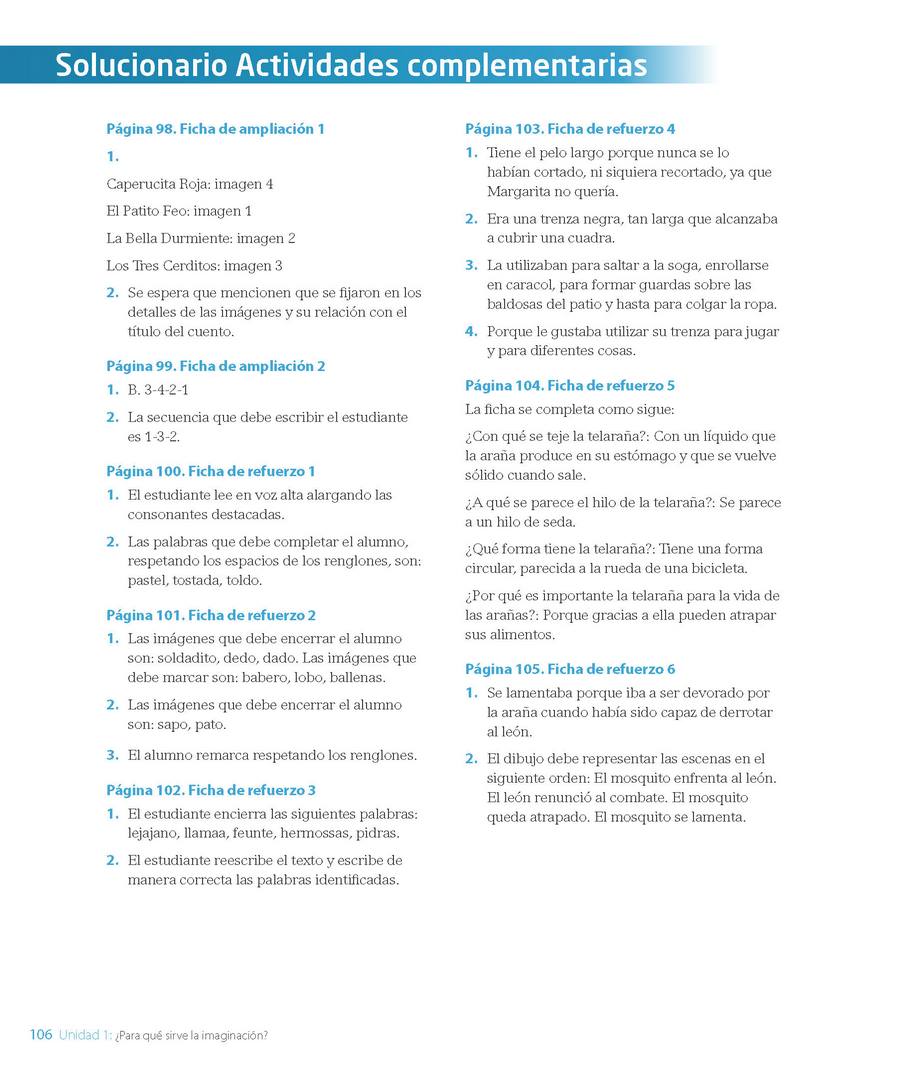 Solucionario Actividades complementarias
Página 98. Ficha de ampliación 1
1.
Caperucita Roja: imagen 4
El Patito Feo: imagen 1
La Bella Durmiente: imagen 2
Los Tres Cerditos: imagen 3
2. Se espera que mencionen que se fijaron en los
detalles de las imágenes y su relación con el
título del cuento.
Página 99. Ficha de ampliación 2
1. B. 3-4-2-1
2. La secuencia que debe escribir el estudiante
es 1-3-2.
Página 100. Ficha de refuerzo 1
1. El estudiante lee en voz alta alargando las
consonantes destacadas.
2. Las palabras que debe completar el alumno,
respetando los espacios de los renglones, son:
pastel, tostada, toldo.
Página 101. Ficha de refuerzo 2
1. Las imágenes que debe encerrar el alumno
son: soldadito, dedo, dado. Las imágenes que
debe marcar son: babero, lobo, ballenas.
2. Las imágenes que debe encerrar el alumno
son: sapo, pato.
3. El alumno remarca respetando los renglones.
Página 102. Ficha de refuerzo 3
1. El estudiante encierra las siguientes palabras:
lejajano, llamaa, feunte, hermossas, pidras.
2. El estudiante reescribe el texto y escribe de
manera correcta las palabras identificadas.
Página 103. Ficha de refuerzo 4
1. Tiene el pelo largo porque nunca se lo
habían cortado, ni siquiera recortado, ya que
Margarita no quería.
2. Era una trenza negra, tan larga que alcanzaba
a cubrir una cuadra.
3. La utilizaban para saltar a la soga, enrollarse
en caracol, para formar guardas sobre las
baldosas del patio y hasta para colgar la ropa.
4. Porque le gustaba utilizar su trenza para jugar
y para diferentes cosas.
Página 104. Ficha de refuerzo 5
La ficha se completa como sigue:
¿Con qué se teje la telaraña?: Con un líquido que
la araña produce en su estómago y que se vuelve
sólido cuando sale.
¿A qué se parece el hilo de la telaraña?: Se parece
a un hilo de seda.
¿Qué forma tiene la telaraña?: Tiene una forma
circular, parecida a la rueda de una bicicleta.
¿Por qué es importante la telaraña para la vida de
las arañas?: Porque gracias a ella pueden atrapar
sus alimentos.
Página 105. Ficha de refuerzo 6
1. Se lamentaba porque iba a ser devorado por
la araña cuando había sido capaz de derrotar
al león.
2. El dibujo debe representar las escenas en el
siguiente orden: El mosquito enfrenta al león.
El león renunció al combate. El mosquito
queda atrapado. El mosquito se lamenta.
106 Unidad 1: ¿Para qué sirve la imaginación?